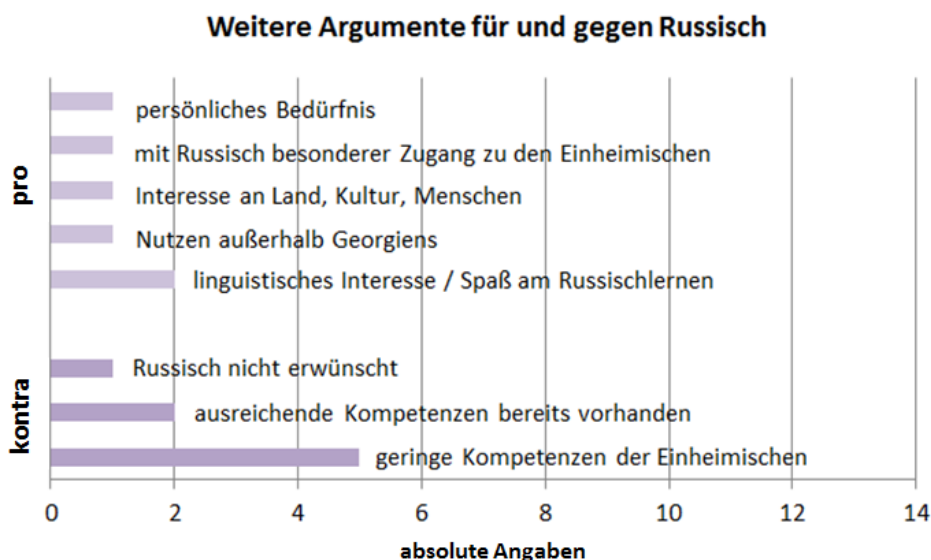 Weitere Argumente für und gegen Russisch
pro
persönliches Bedürfnis
mit Russisch besonderer Zugang zu den Einheimischen
Interesse an Land, Kultur, Menschen
Nutzen außerhalb Georgiens
linguistisches Interesse / Spaß am Russischlernen
kontra
Russisch nicht erwünscht
ausreichende Kompetenzen bereits vorhanden
geringe Kompetenzen der Einheimischen
0 2 4 6 8 10 12 14
absolute Angaben